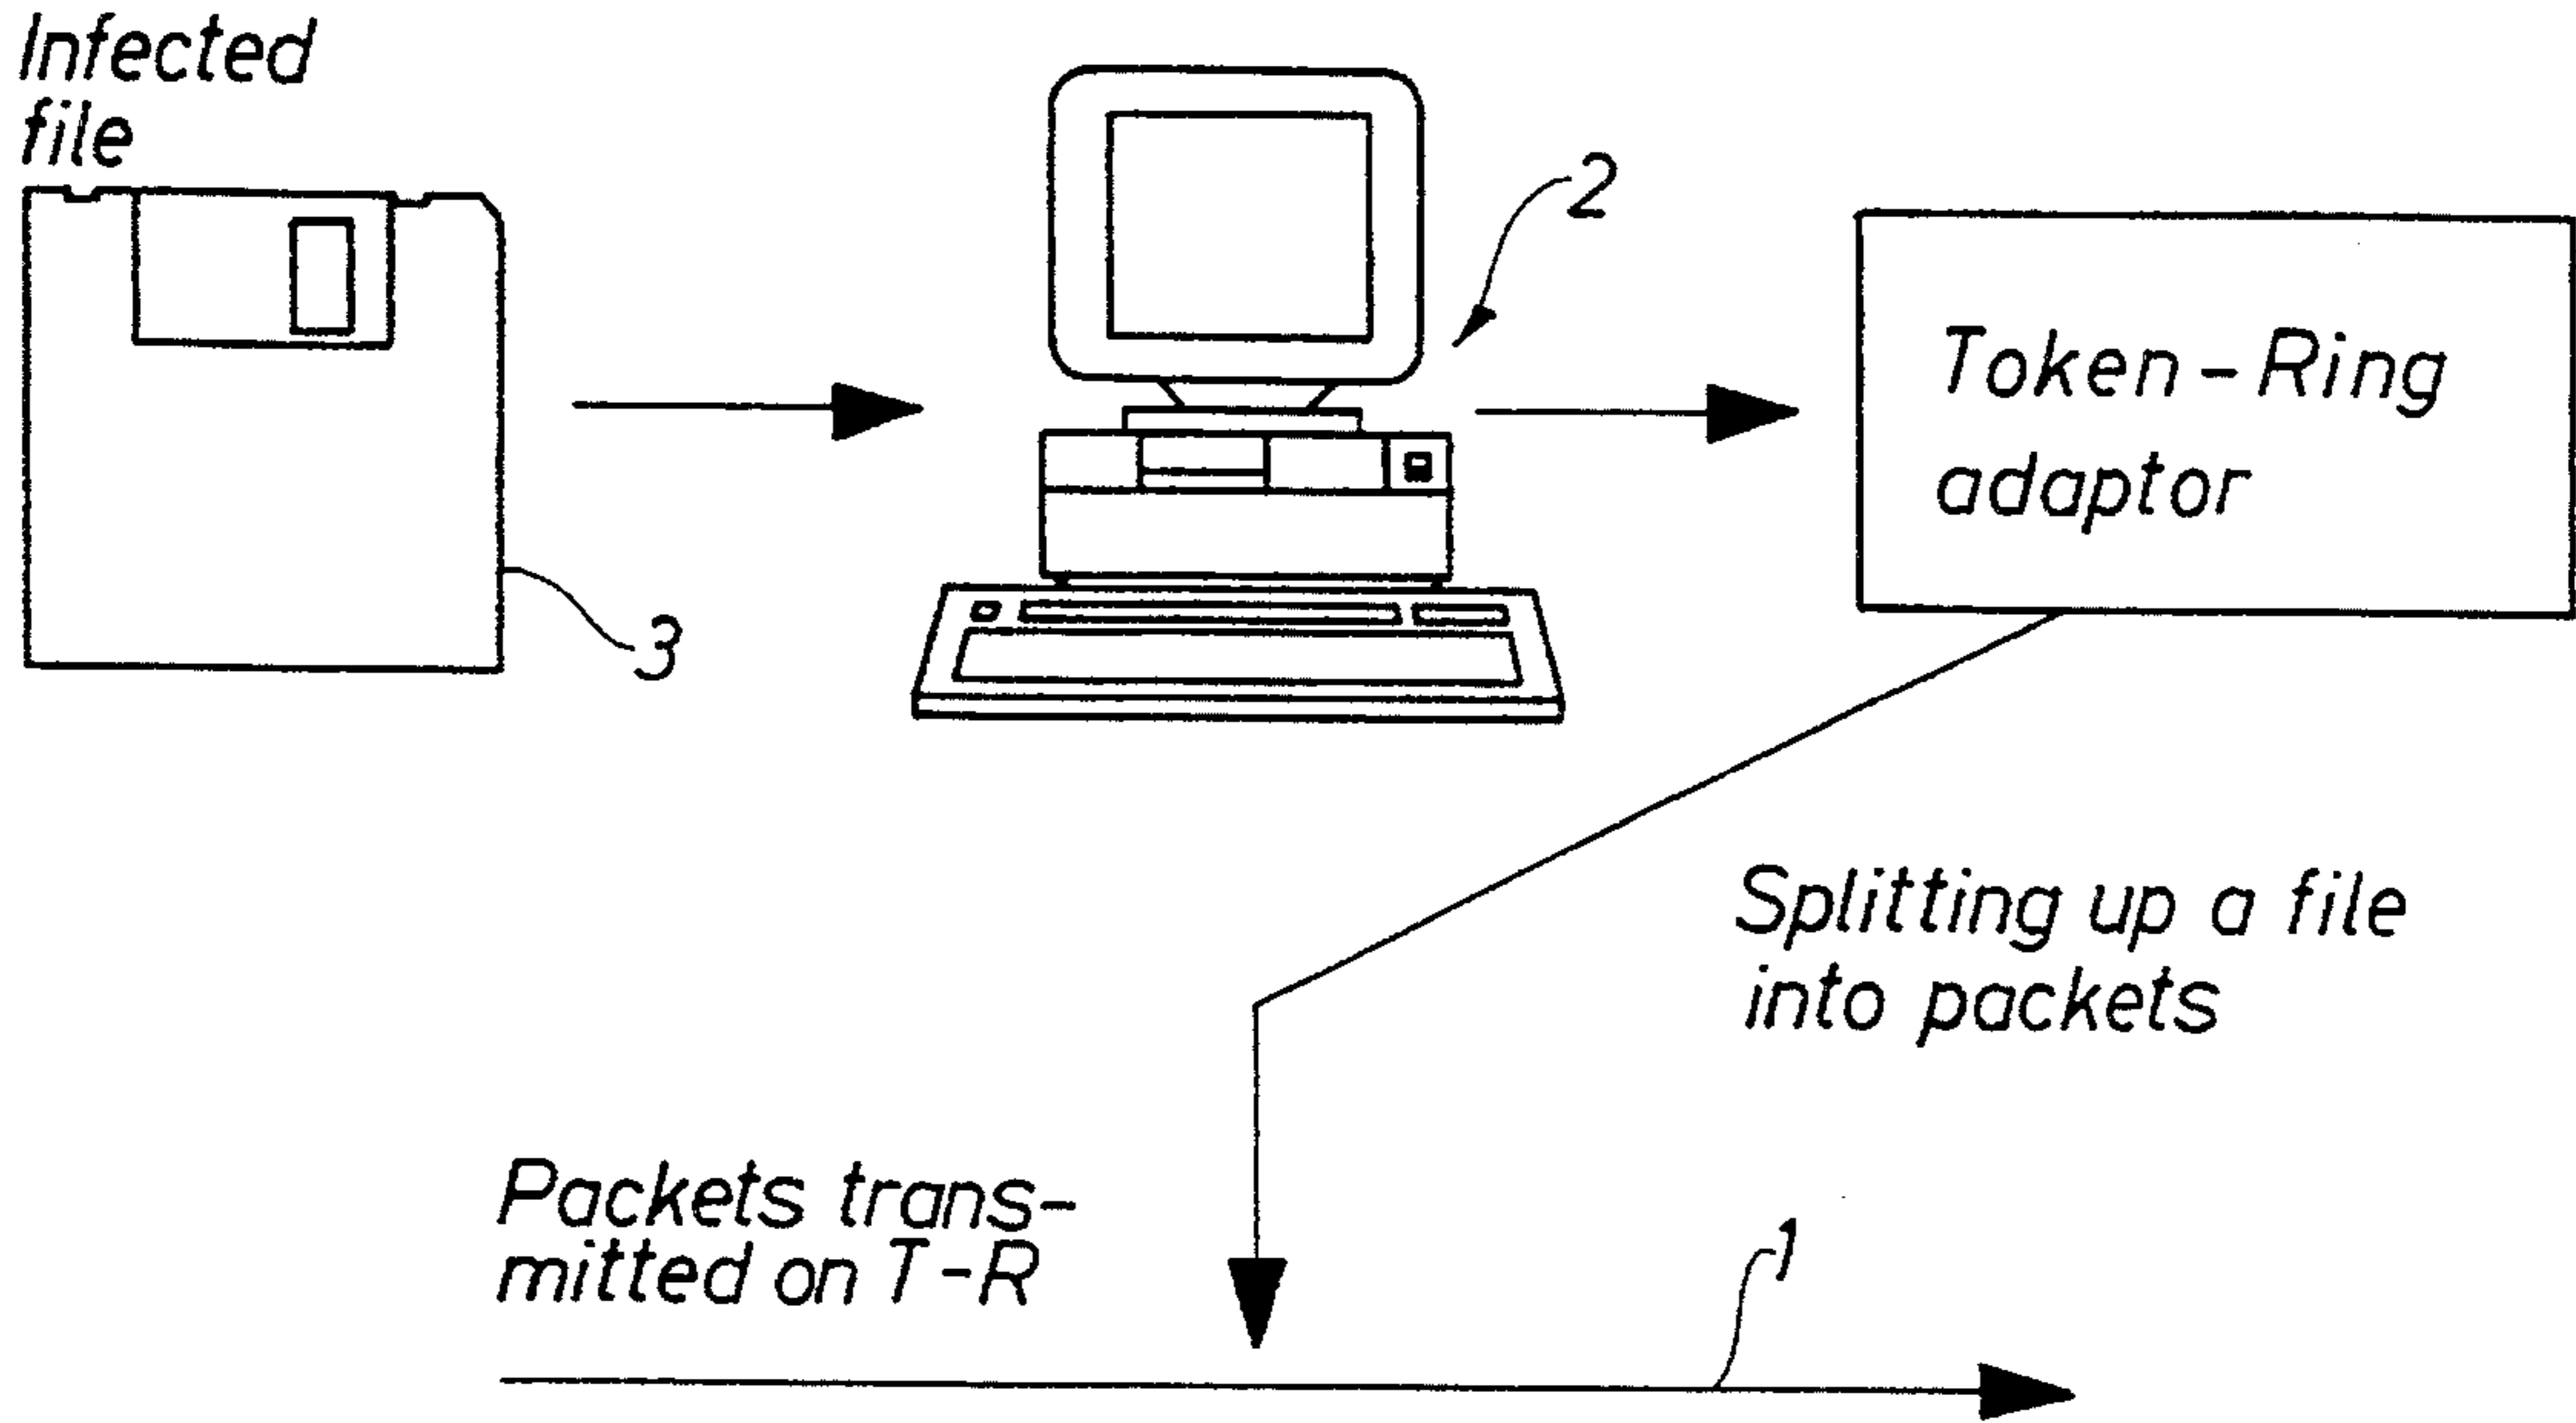 Infected
file
2
Token-Ring
adaptor
3
Splitting up a file
into packets
Packets trans-
mitted on T-R
1